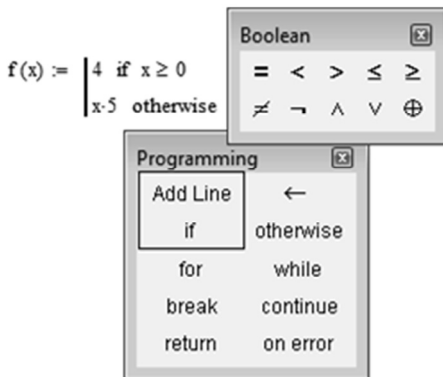 f(x) := 4 if x ≥ 0
x·5 otherwise
Boolean
= < > ≤ ≥
≠ ¬ ∧ ∨ ⊕
Programming
Add Line ←
if otherwise
for while
break continue
return on error